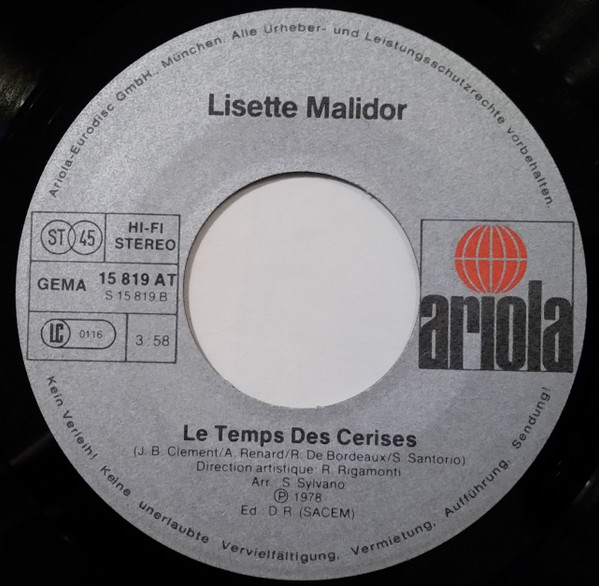 Ariola-Eurodisc GmbH., München. Alle Urheber- und Leistungsschutzrechte vorbehalten.
Lisette Malidor
ST 45
HI-FI
STEREO
GEMA 15 819 AT
S 15 819 B
LC 0116
3:58
ariola
Le Temps Des Cerises
(J. B. Clement/A. Renard/R. De Bordeaux/S. Santorio)
Direction artistique: R. Rigamonti
Arr. S. Sylvano
℗ 1978
Ed. D.R. (SACEM)
Kein Verleih! Keine unerlaubte Vervielfältigung, Vermietung, Aufführung, Sendung!